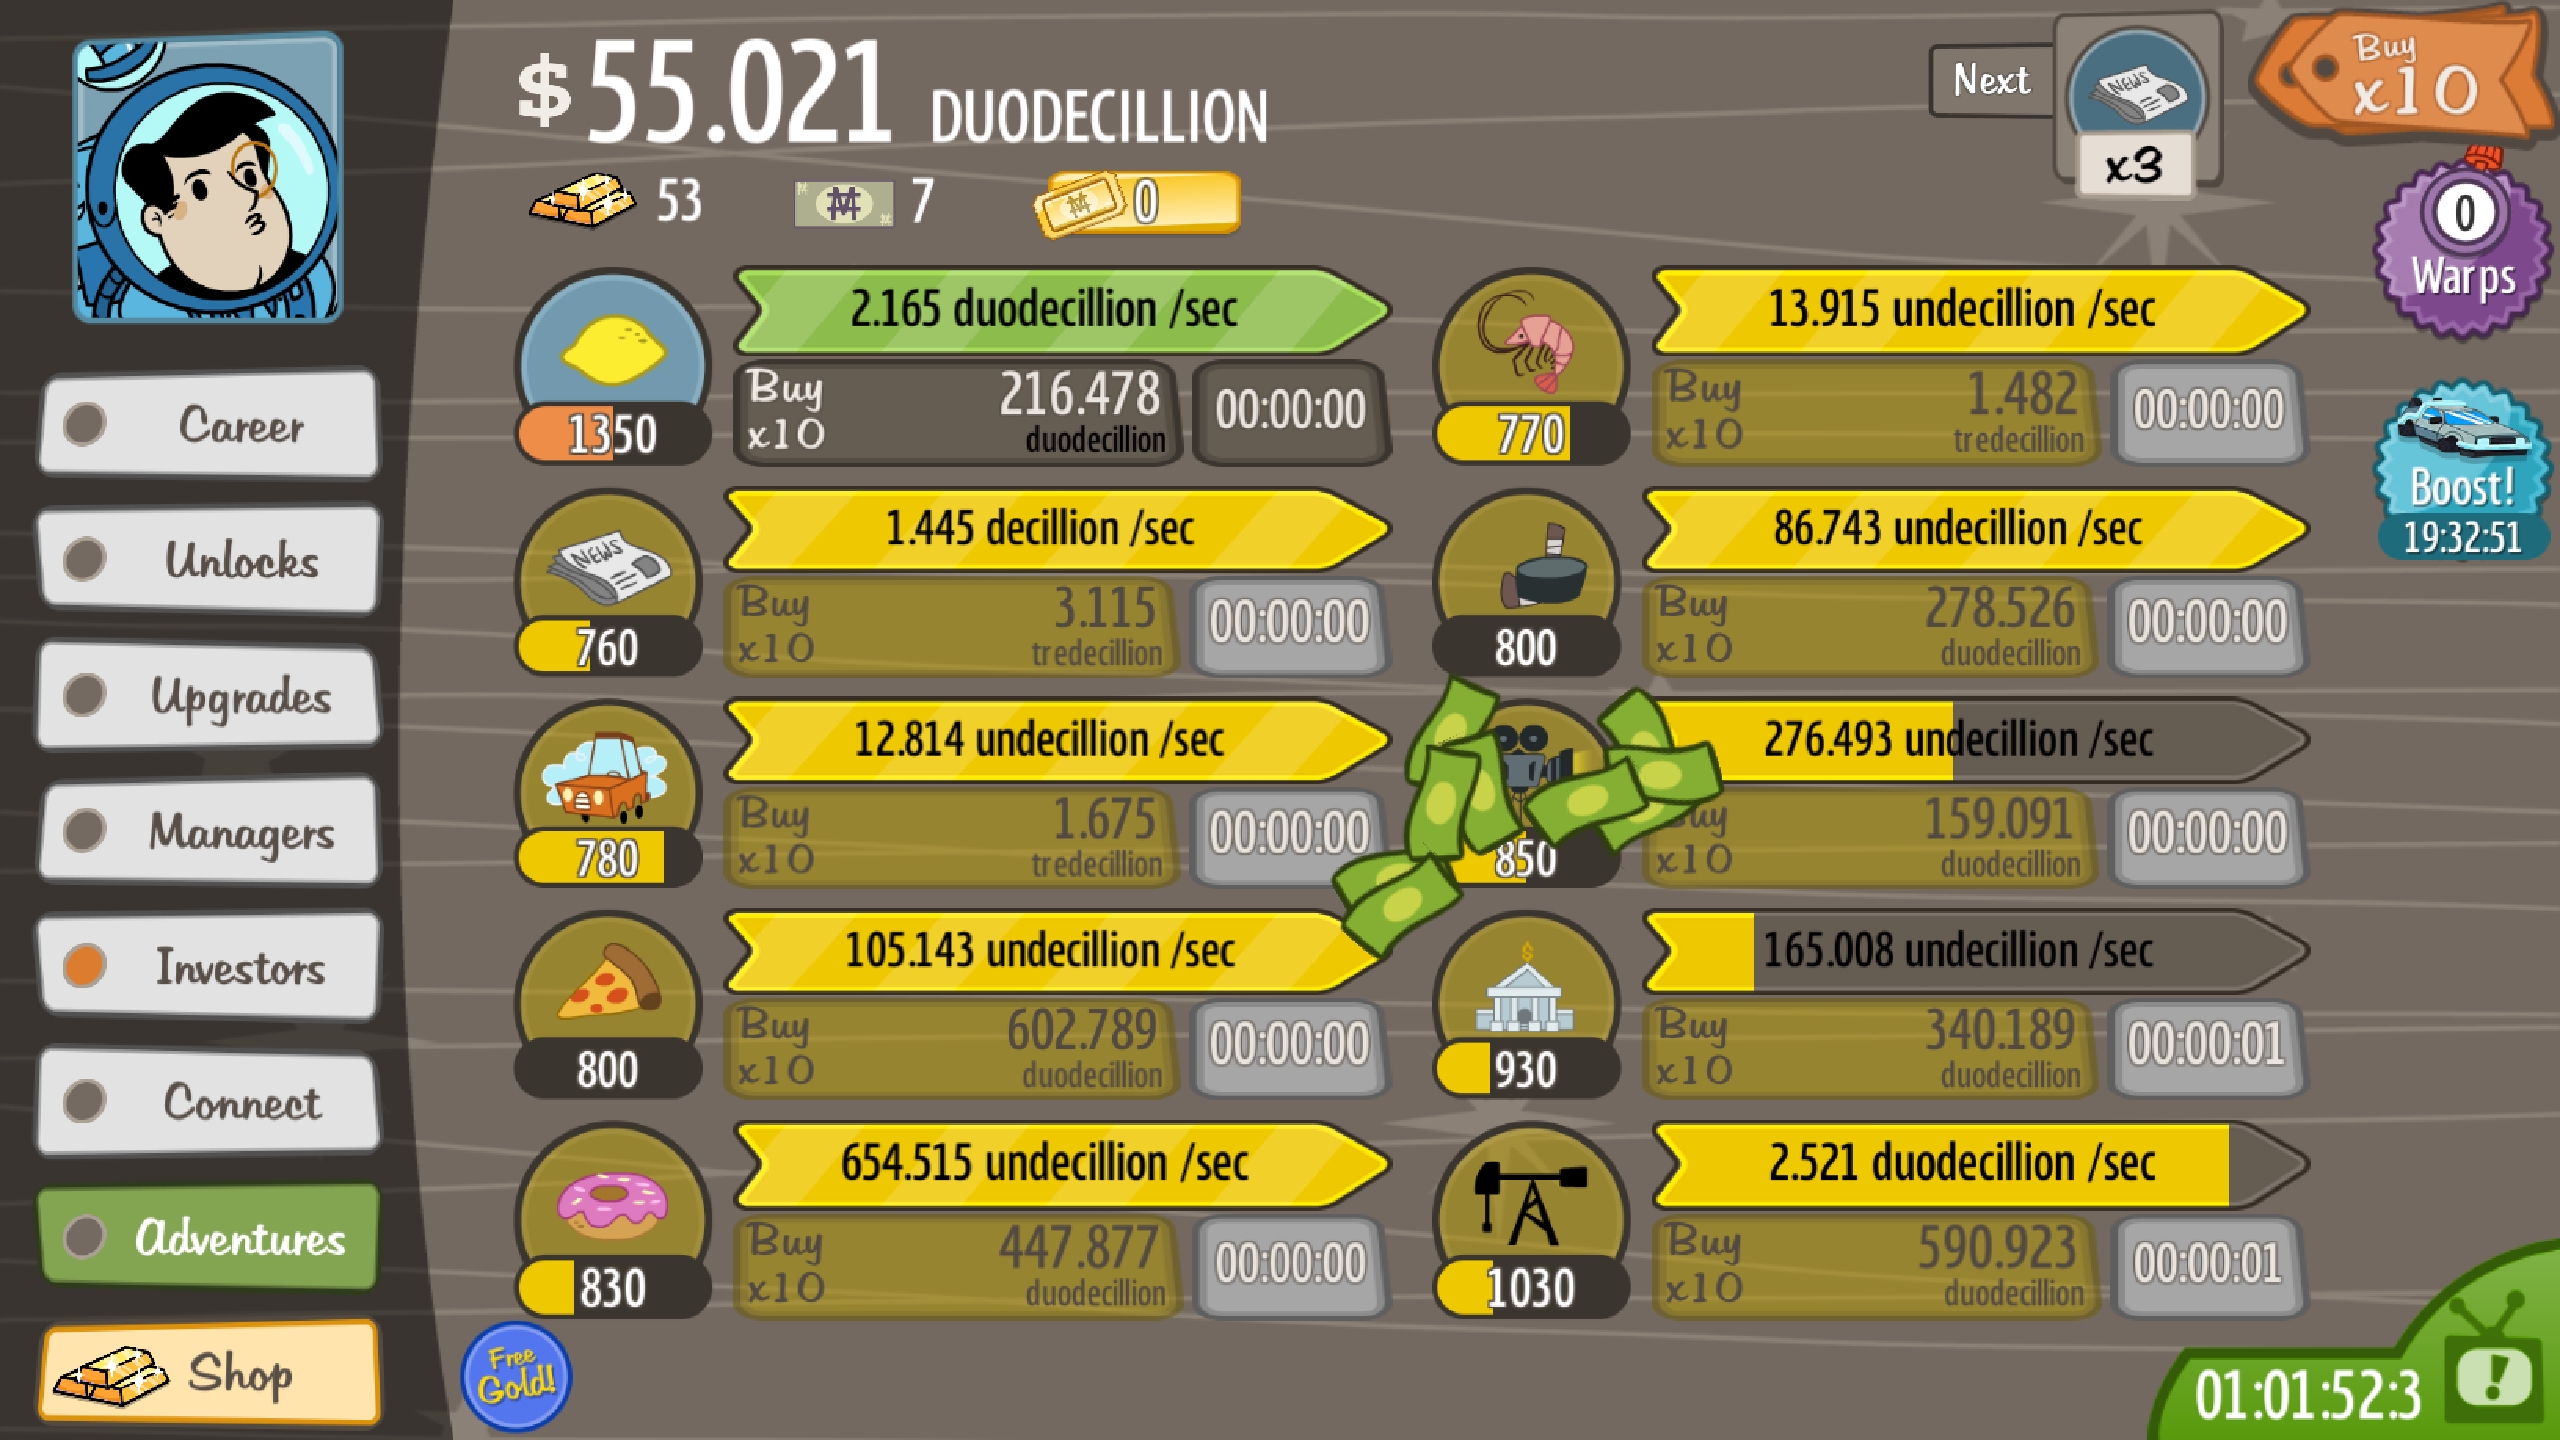 $55.021 DUODECILLION
53
7
0
Next
x3
Buy
x10
0
Warps
Boost!
19:32:51
Career
Unlocks
Upgrades
Managers
Investors
Connect
Adventures
Shop
2.165 duodecillion /sec
1350
Buy
x10
216.478
duodecillion
00:00:00
13.915 undecillion /sec
770
Buy
x10
1.482
tredecillion
00:00:00
NEWS
1.445 decillion /sec
760
Buy
x10
3.115
tredecillion
00:00:00
86.743 undecillion /sec
800
Buy
x10
278.526
duodecillion
00:00:00
12.814 undecillion /sec
780
Buy
x10
1.675
tredecillion
00:00:00
276.493 undecillion /sec
850
Buy
x10
159.091
duodecillion
00:00:00
105.143 undecillion /sec
800
Buy
x10
602.789
duodecillion
00:00:00
165.008 undecillion /sec
930
Buy
x10
340.189
duodecillion
00:00:01
654.515 undecillion /sec
830
Buy
x10
447.877
duodecillion
00:00:00
2.521 duodecillion /sec
1030
Buy
x10
590.923
duodecillion
00:00:01
Free
Gold!
01:01:52:3
NEWS